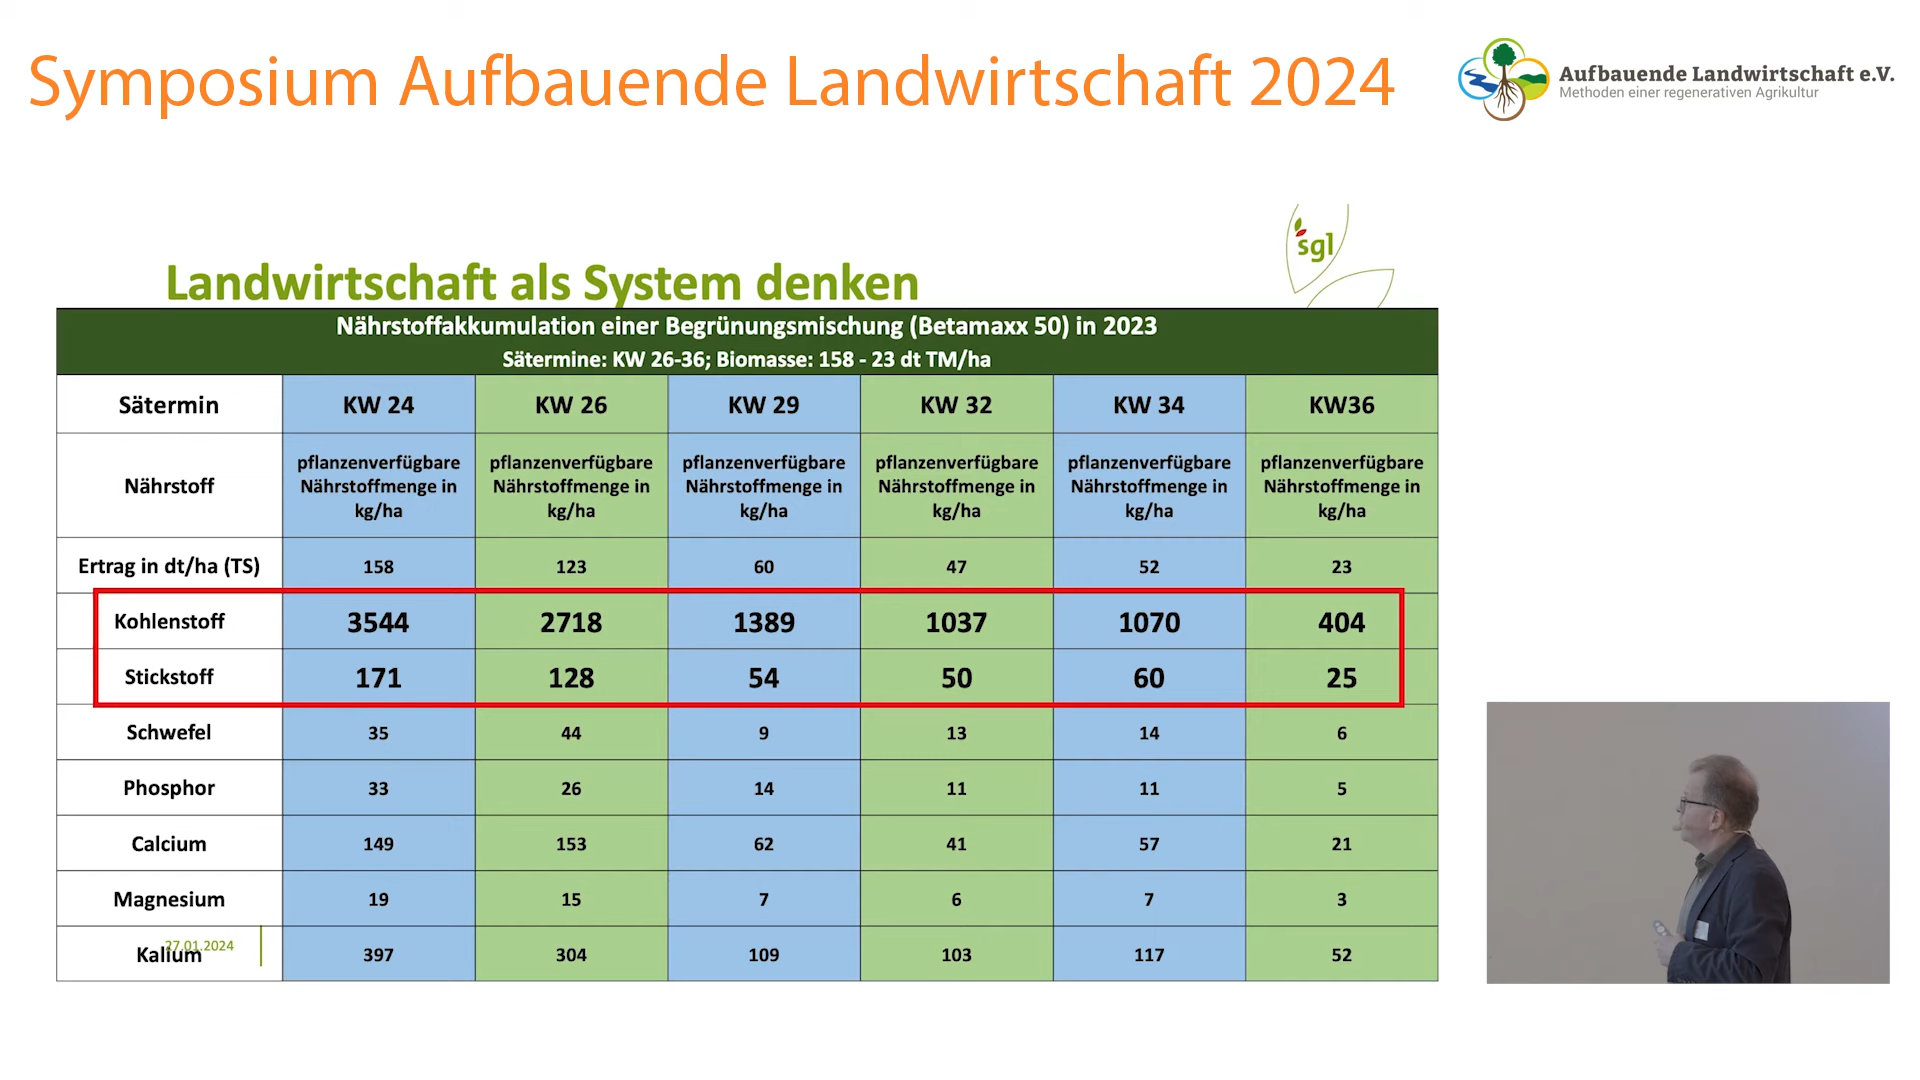 Symposium Aufbauende Landwirtschaft 2024
Aufbauende Landwirtschaft e.V.
Methoden einer regenerativen Agrikultur
sgl
Landwirtschaft als System denken
Nährstoffakkumulation einer Begrünungsmischung (Betamaxx 50) in 2023
Sätermine: KW 26-36; Biomasse: 158 - 23 dt TM/ha
Sätermin KW 24 KW 26 KW 29 KW 32 KW 34 KW36
pflanzenverfügbare pflanzenverfügbare pflanzenverfügbare pflanzenverfügbare pflanzenverfügbare pflanzenverfügbare
Nährstoff Nährstoffmenge in Nährstoffmenge in Nährstoffmenge in Nährstoffmenge in Nährstoffmenge in Nährstoffmenge in
kg/ha kg/ha kg/ha kg/ha kg/ha kg/ha
Ertrag in dt/ha (TS) 158 123 60 47 52 23
Kohlenstoff 3544 2718 1389 1037 1070 404
Stickstoff 171 128 54 50 60 25
Schwefel 35 44 9 13 14 6
Phosphor 33 26 14 11 11 5
Calcium 149 153 62 41 57 21
Magnesium 19 15 7 6 7 3
27.01.2024
Kalium 397 304 109 103 117 52